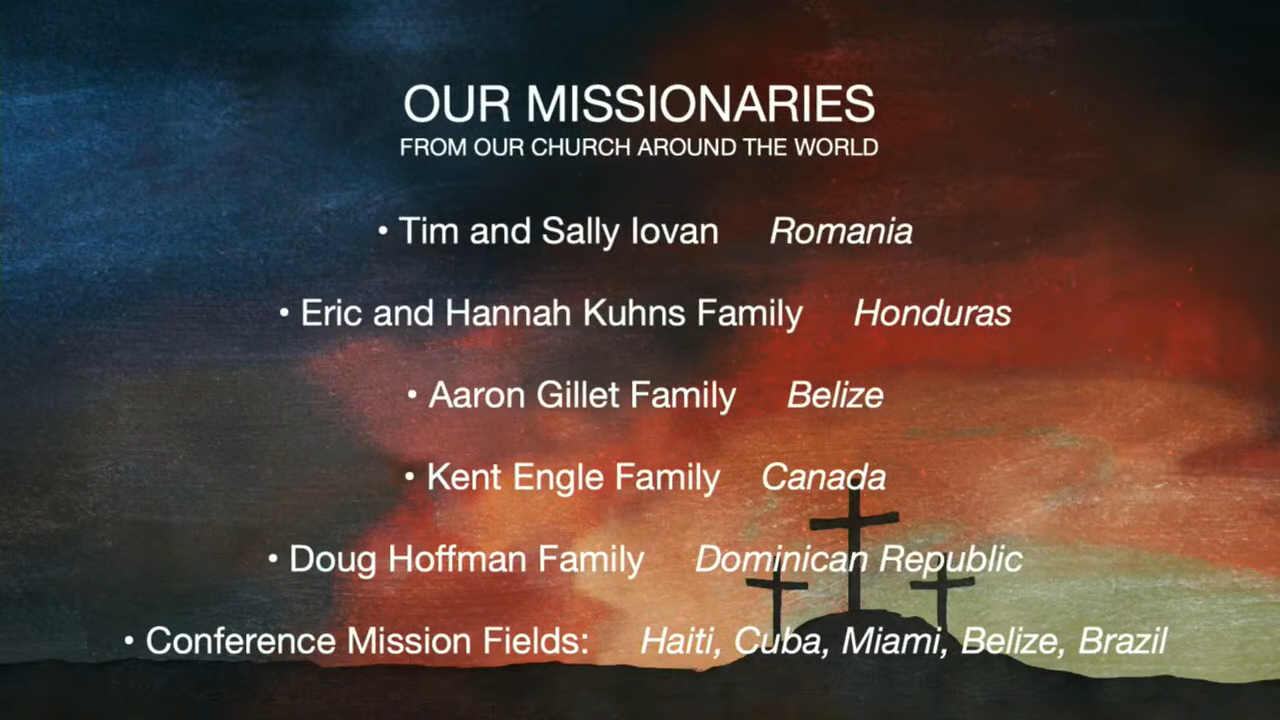 OUR MISSIONARIES
FROM OUR CHURCH AROUND THE WORLD
• Tim and Sally Iovan Romania
• Eric and Hannah Kuhns Family Honduras
• Aaron Gillet Family Belize
• Kent Engle Family Canada
• Doug Hoffman Family Dominican Republic
• Conference Mission Fields: Haiti, Cuba, Miami, Belize, Brazil